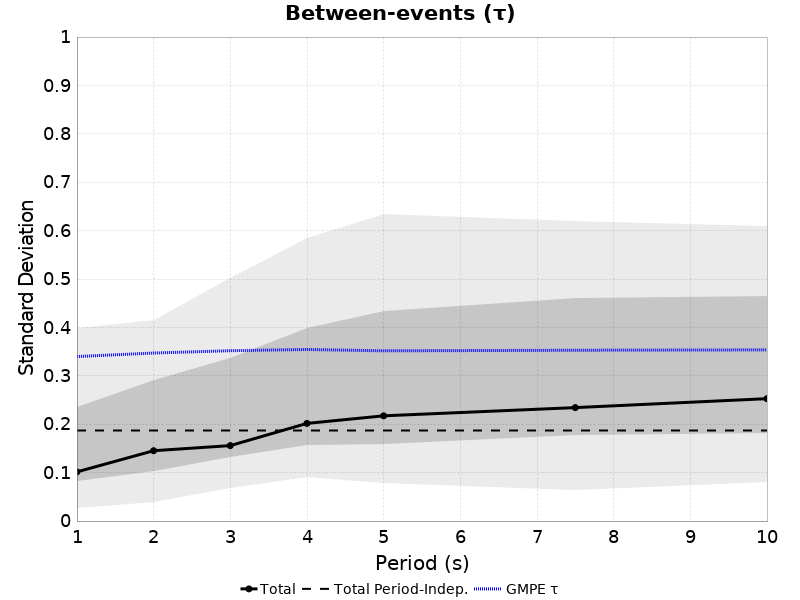 Between-events (τ)
1
0.9
0.8
0.7
0.6
0.5
0.4
0.3
0.2
0.1
0
Standard Deviation
1 2 3 4 5 6 7 8 9 10
Period (s)
Total Total Period-Indep. GMPE τ